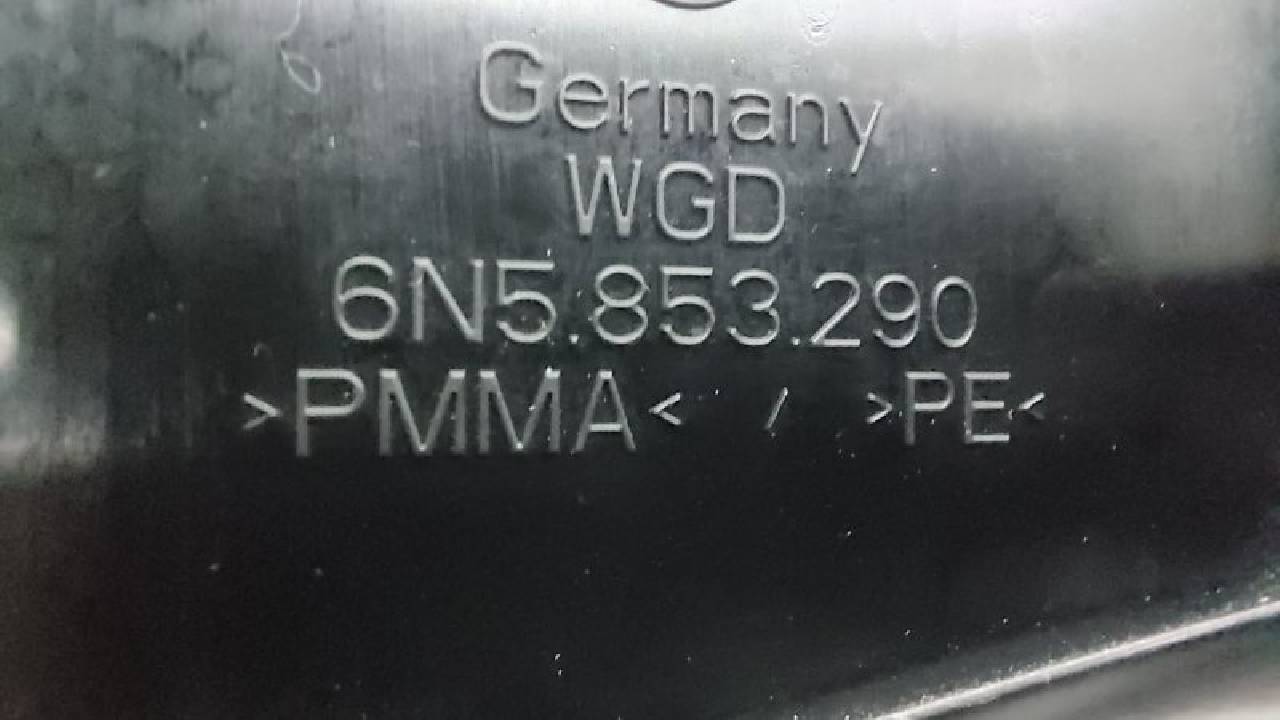 Germany
WGD
6N5.853.290
>PMMA< / >PE<